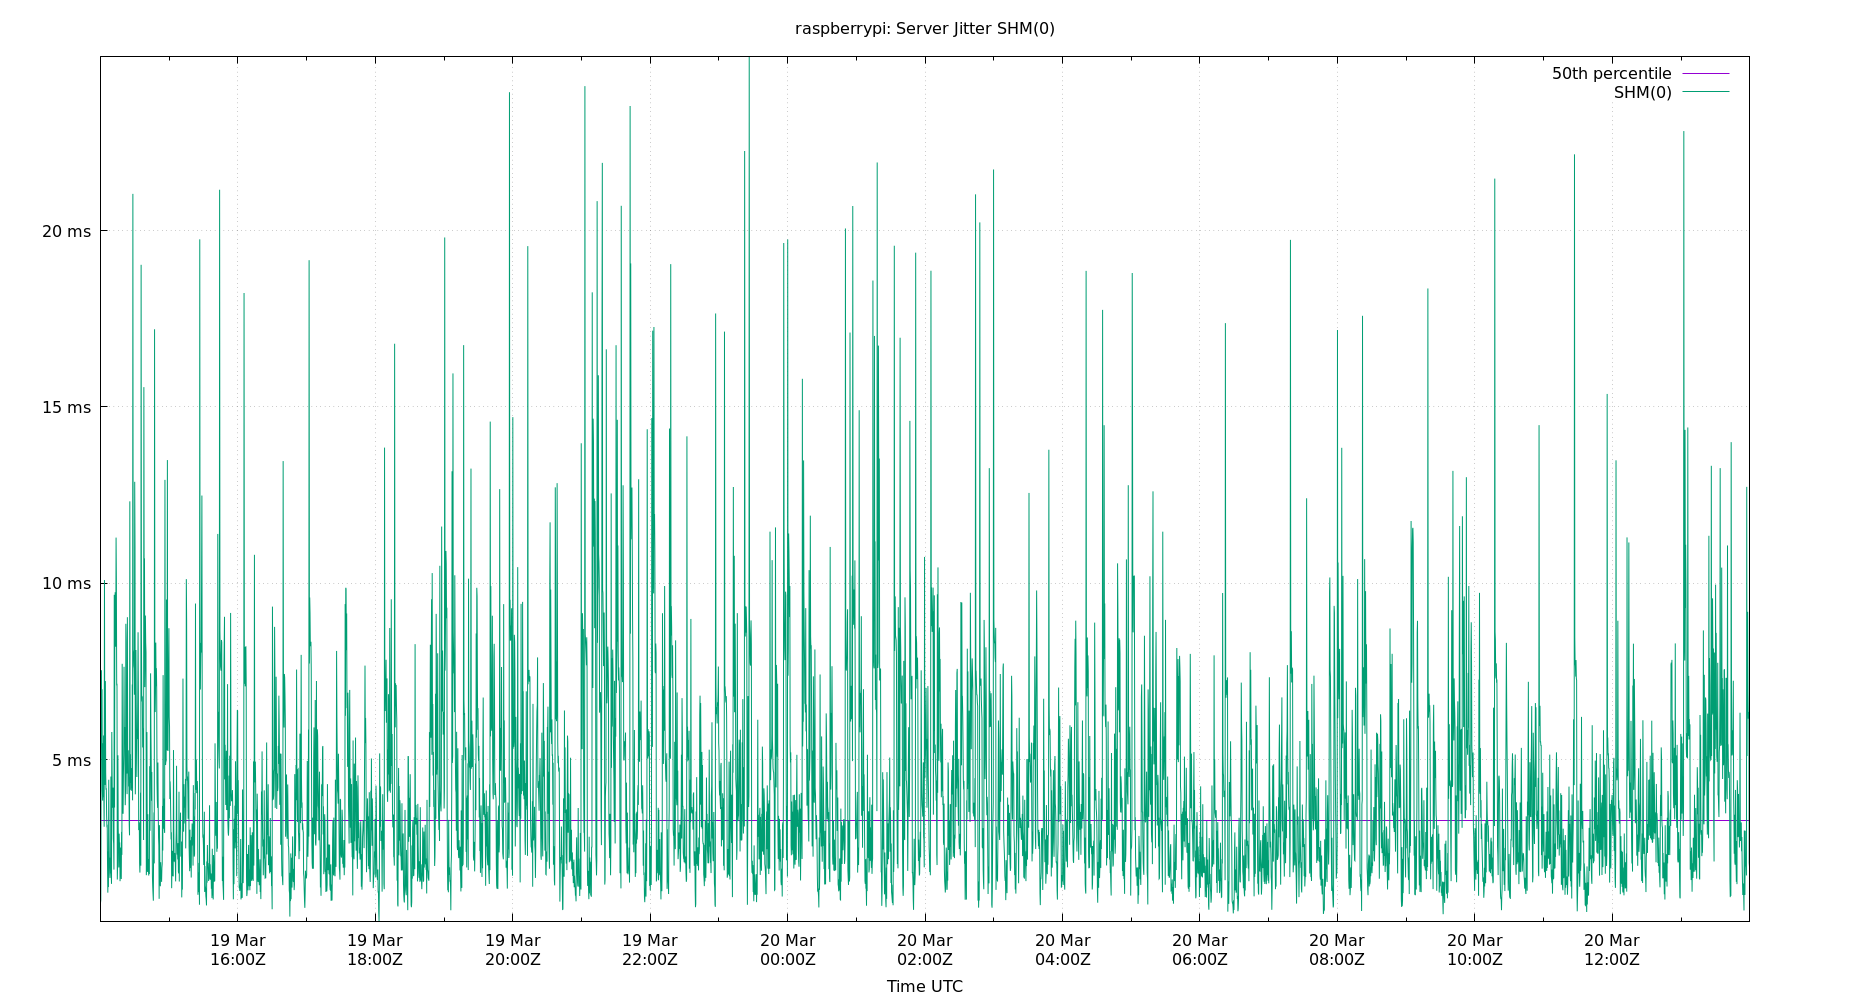 raspberrypi: Server Jitter SHM(0)
50th percentile
SHM(0)
20 ms
15 ms
10 ms
5 ms
19 Mar 19 Mar 19 Mar 19 Mar 20 Mar 20 Mar 20 Mar 20 Mar 20 Mar 20 Mar 20 Mar
16:00Z 18:00Z 20:00Z 22:00Z 00:00Z 02:00Z 04:00Z 06:00Z 08:00Z 10:00Z 12:00Z
Time UTC